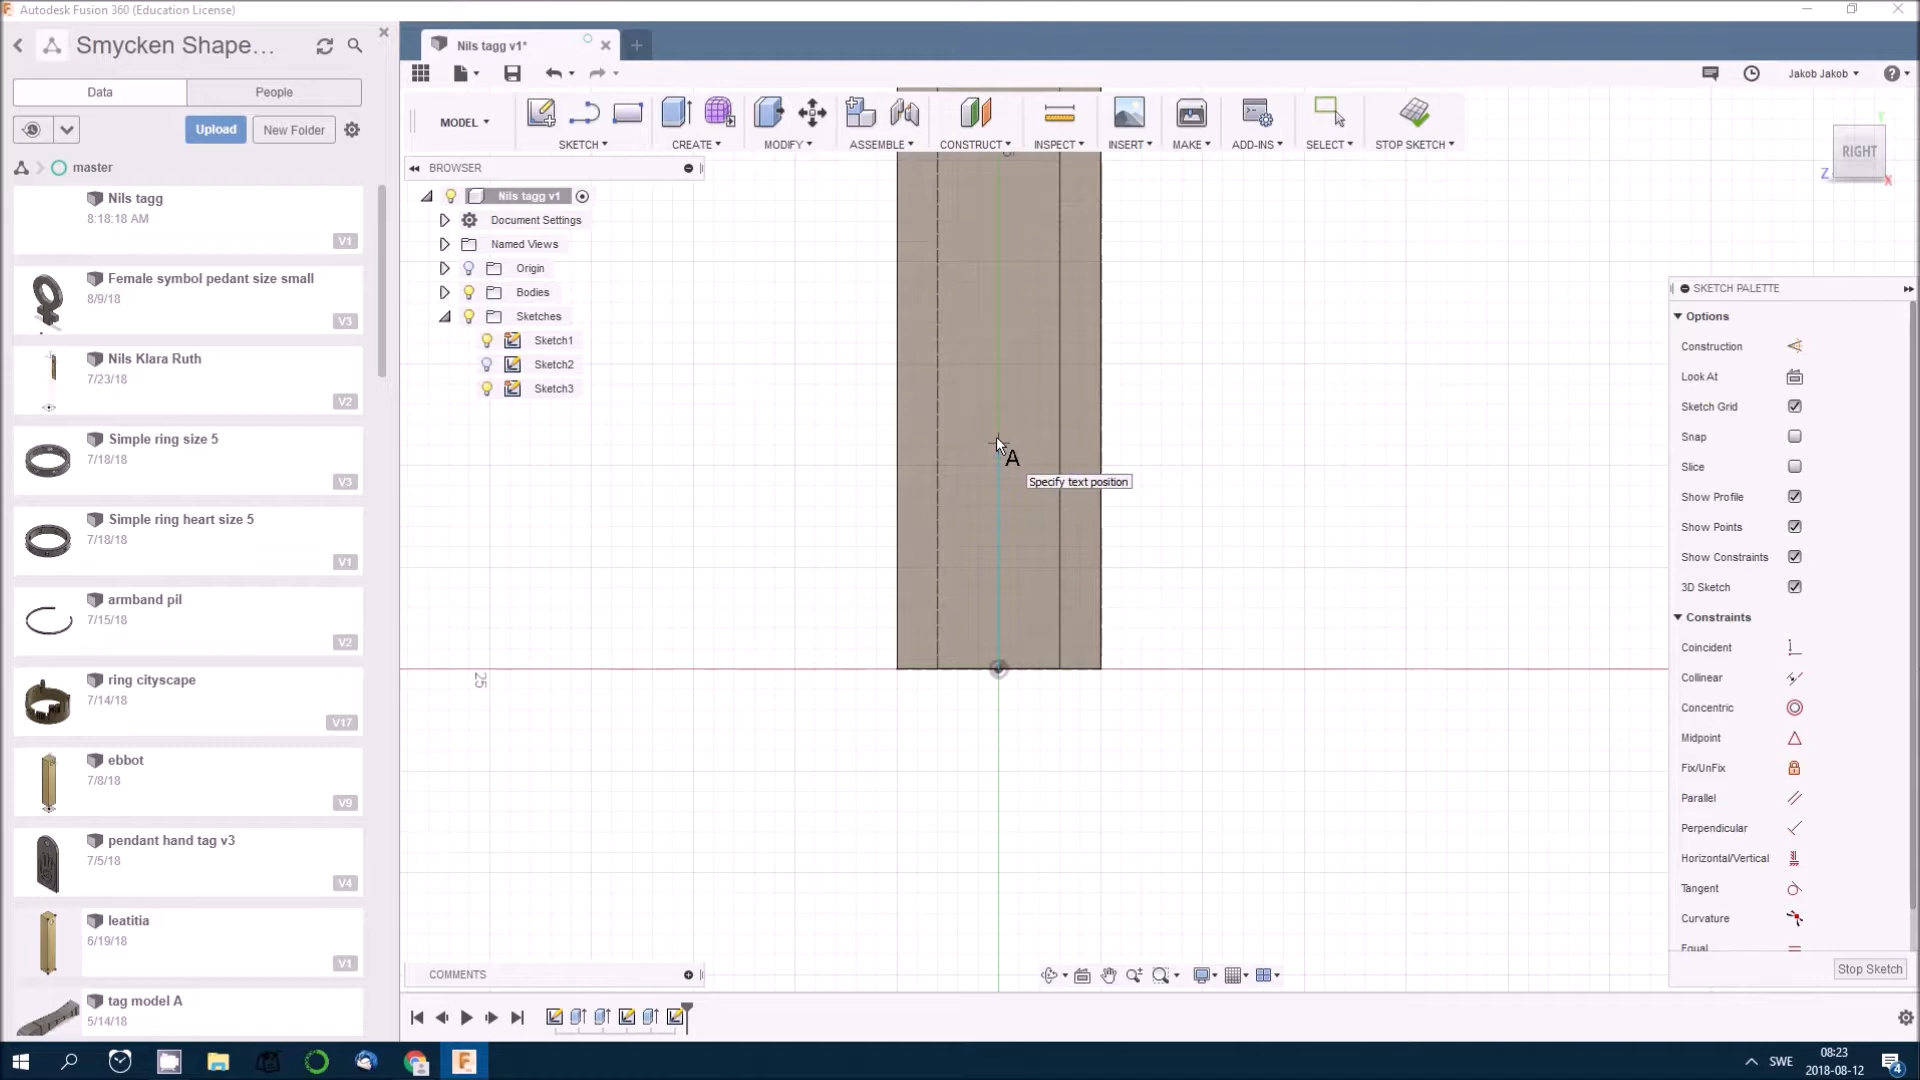 Autodesk Fusion 360 (Education License)
Smycken Shape...
Data
People
Upload
New Folder
master
Nils tagg
8:18:18 AM
V1
Female symbol pedant size small
8/9/18
V3
Nils Klara Ruth
7/23/18
V2
Simple ring size 5
7/18/18
V3
Simple ring heart size 5
7/18/18
V1
armband pil
7/15/18
V2
ring cityscape
7/14/18
V17
ebbot
7/8/18
V9
pendant hand tag v3
7/5/18
V4
leatitia
6/19/18
V1
tag model A
5/14/18
Nils tagg v1*
Jakob Jakob
MODEL
SKETCH
CREATE
MODIFY
ASSEMBLE
CONSTRUCT
INSPECT
INSERT
MAKE
ADD-INS
SELECT
STOP SKETCH
BROWSER
Nils tagg v1
Document Settings
Named Views
Origin
Bodies
Sketches
Sketch1
Sketch2
Sketch3
RIGHT
Y
Z
X
A
Specify text position
25
SKETCH PALETTE
Options
Construction
Look At
Sketch Grid
Snap
Slice
Show Profile
Show Points
Show Constraints
3D Sketch
Constraints
Coincident
Collinear
Concentric
Midpoint
Fix/UnFix
Parallel
Perpendicular
Horizontal/Vertical
Tangent
Curvature
Equal
Stop Sketch
COMMENTS
SWE
08:23
2018-08-12
4